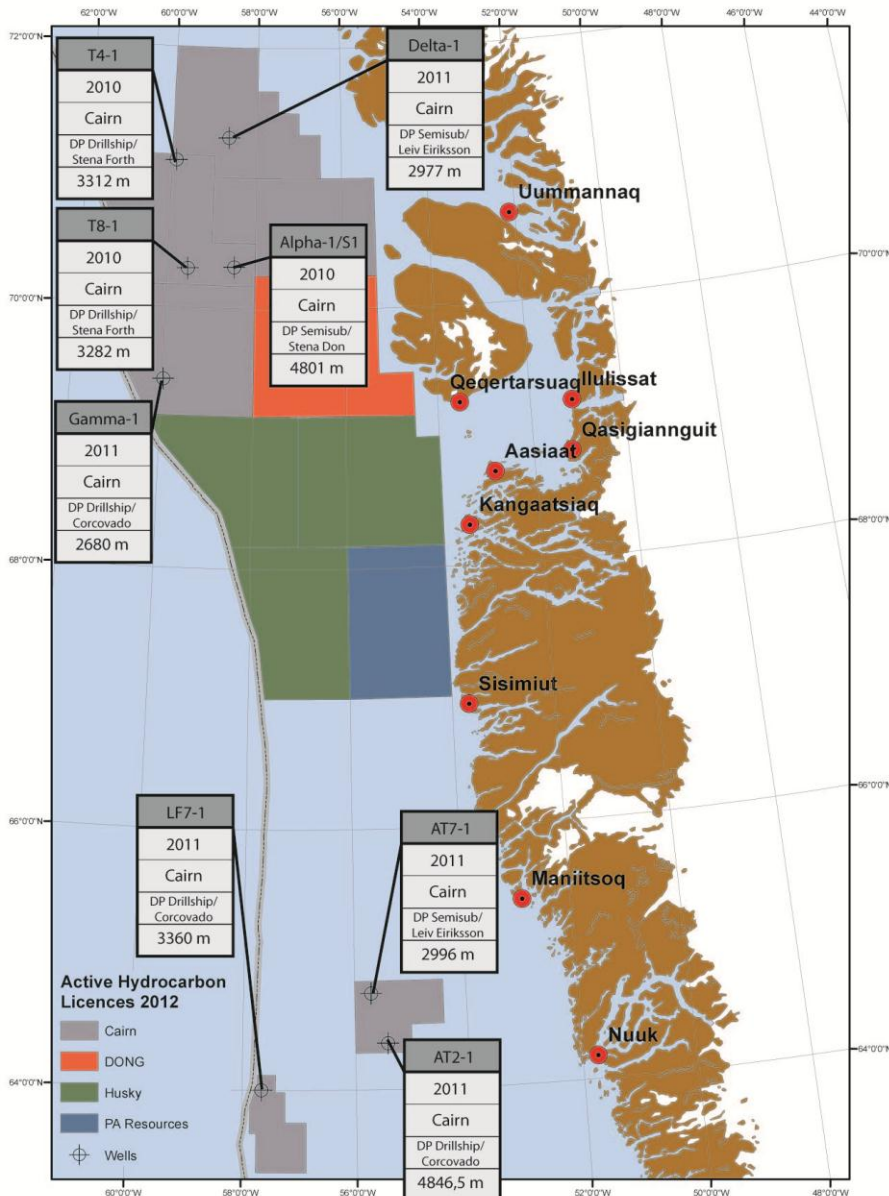 62°0'0"W
60°0'0"W
58°0'0"W
56°0'0"W
54°0'0"W
52°0'0"W
50°0'0"W
48°0'0"W
72°0'0"N
T4-1
2010
Cairn
DP Drillship/
Stena Forth
3312 m
Delta-1
2011
Cairn
DP Semisub/
Leiv Eiriksson
2977 m
Uummannaq
T8-1
2010
Cairn
DP Drillship/
Stena Forth
3282 m
Alpha-1/S1
2010
Cairn
DP Semisub/
Stena Don
4801 m
70°0'0"N
70°0'0"N
Qeqertarsuaq
Ilulissat
Gamma-1
2011
Cairn
DP Drillship/
Corcovado
2680 m
Qasigiannguit
Aasiaat
Kangaatsiaq
68°0'0"N
68°0'0"N
Sisimiut
66°0'0"N
66°0'0"N
LF7-1
2011
Cairn
DP Drillship/
Corcovado
3360 m
AT7-1
2011
Cairn
DP Semisub/
Leiv Eiriksson
2996 m
Maniitsoq
Active Hydrocarbon
Licences 2012
Cairn
DONG
Husky
PA Resources
Wells
Nuuk
AT2-1
2011
Cairn
DP Drillship/
Corcovado
4846,5 m
64°0'0"N
64°0'0"N
60°0'0"W
58°0'0"W
56°0'0"W
54°0'0"W
52°0'0"W
50°0'0"W
48°0'0"W